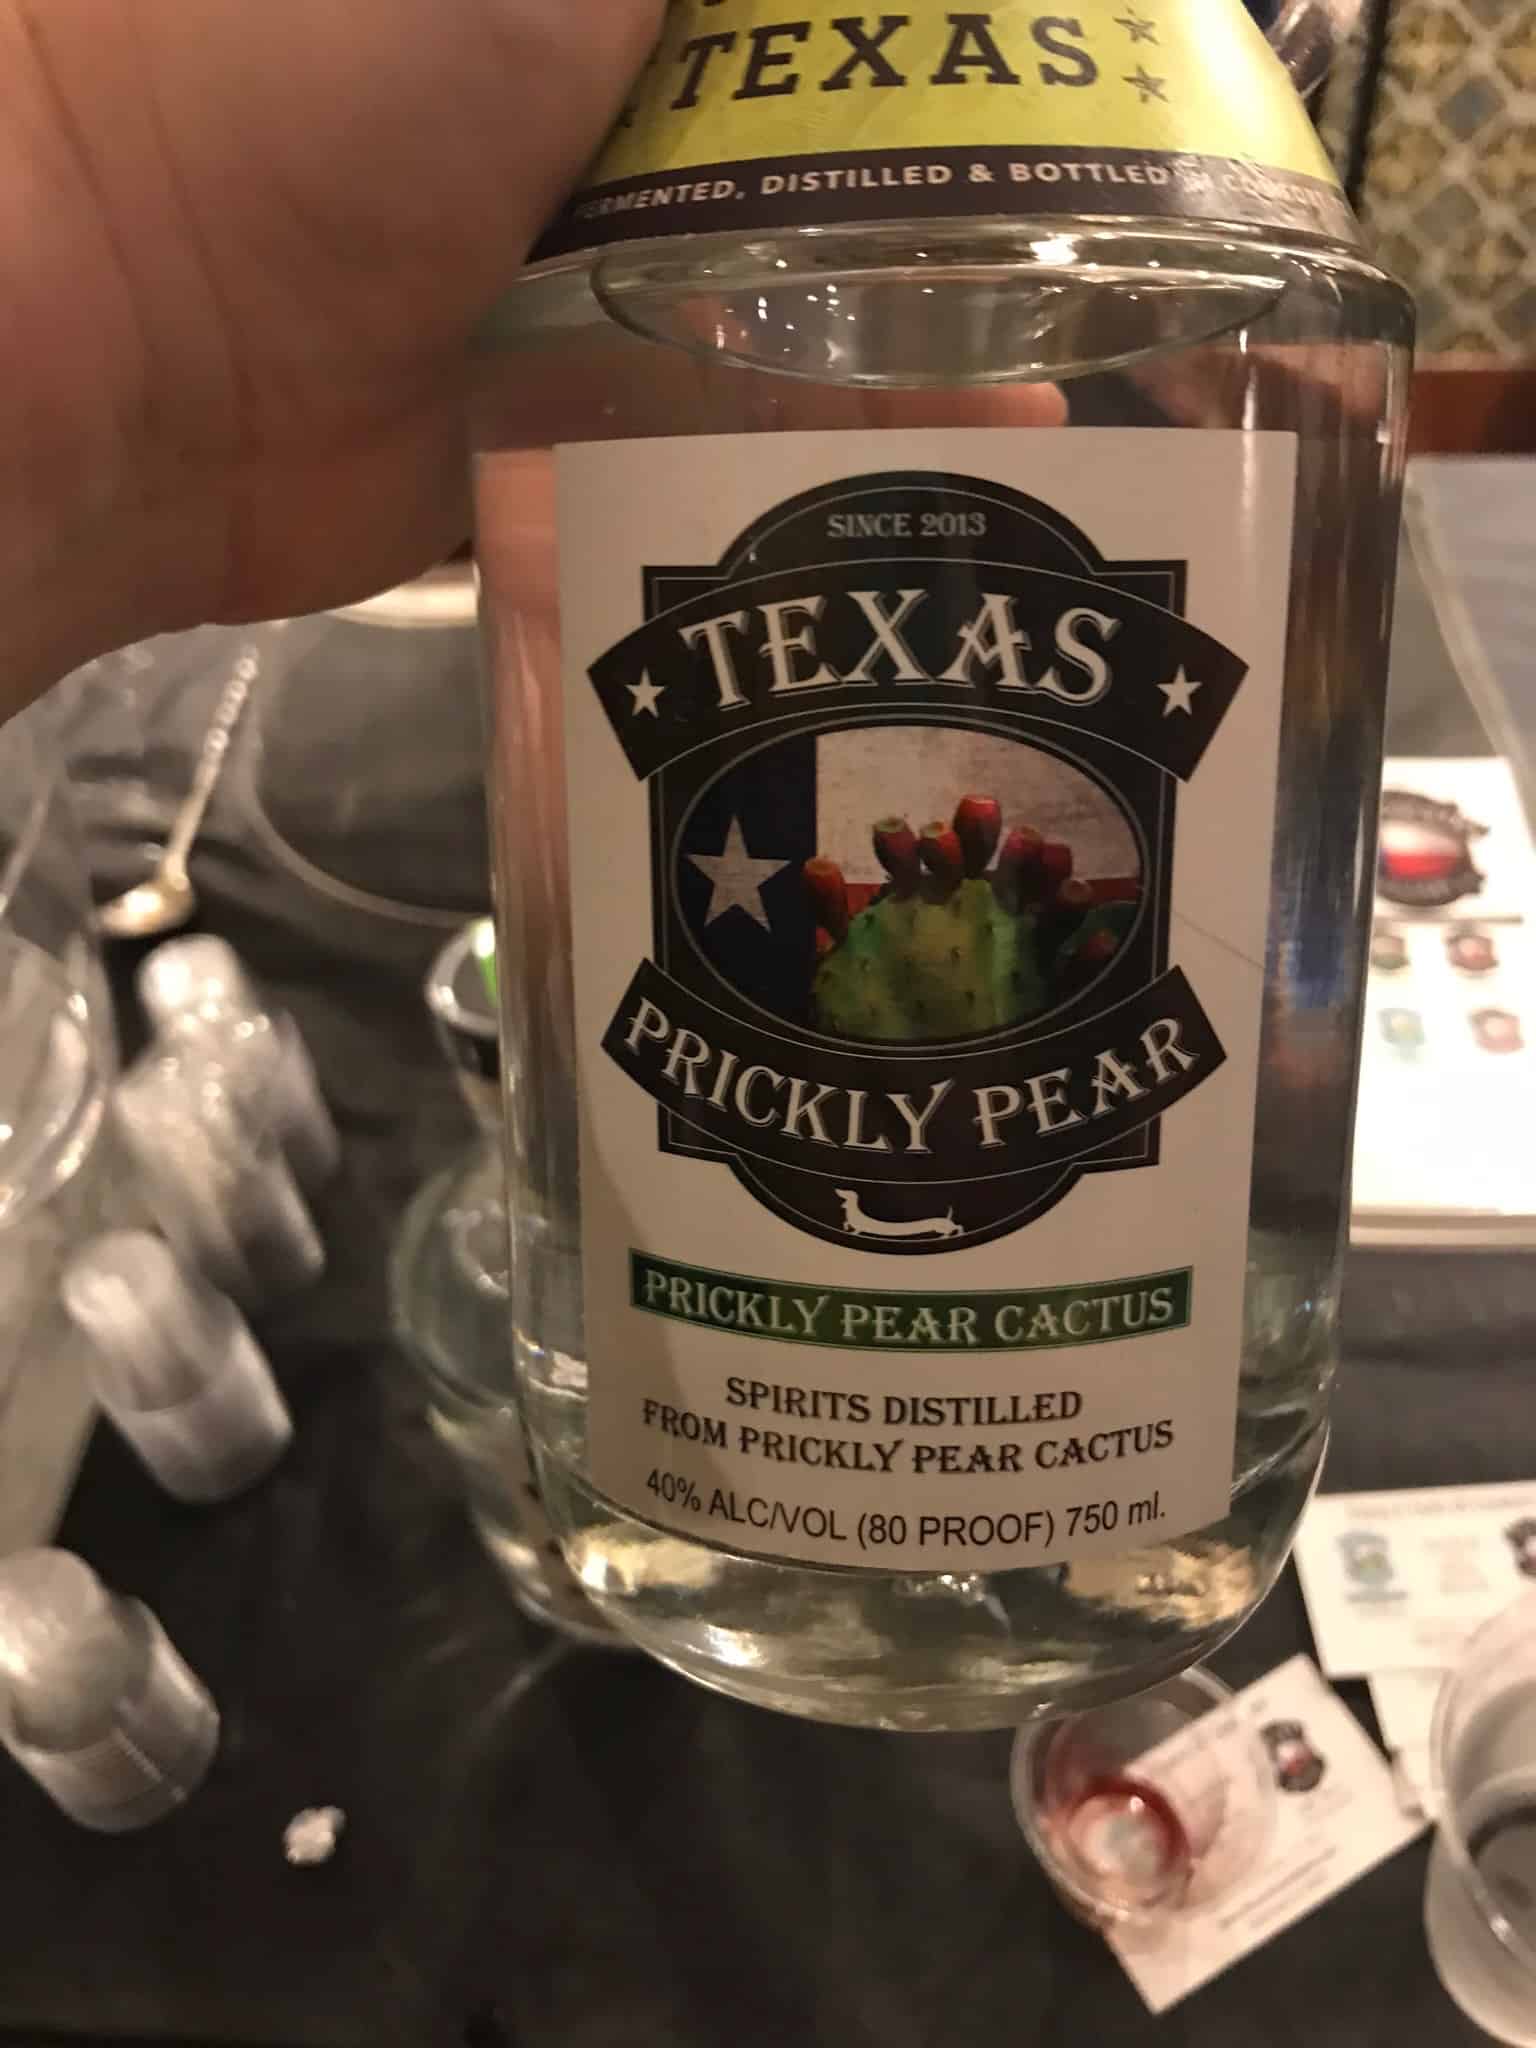 TEXAS
DISTILLED & BOTTLED
SINCE 2013
TEXAS
PRICKLY PEAR
PRICKLY PEAR CACTUS
SPIRITS DISTILLED
FROM PRICKLY PEAR CACTUS
40% ALC/VOL (80 PROOF) 750 ml.